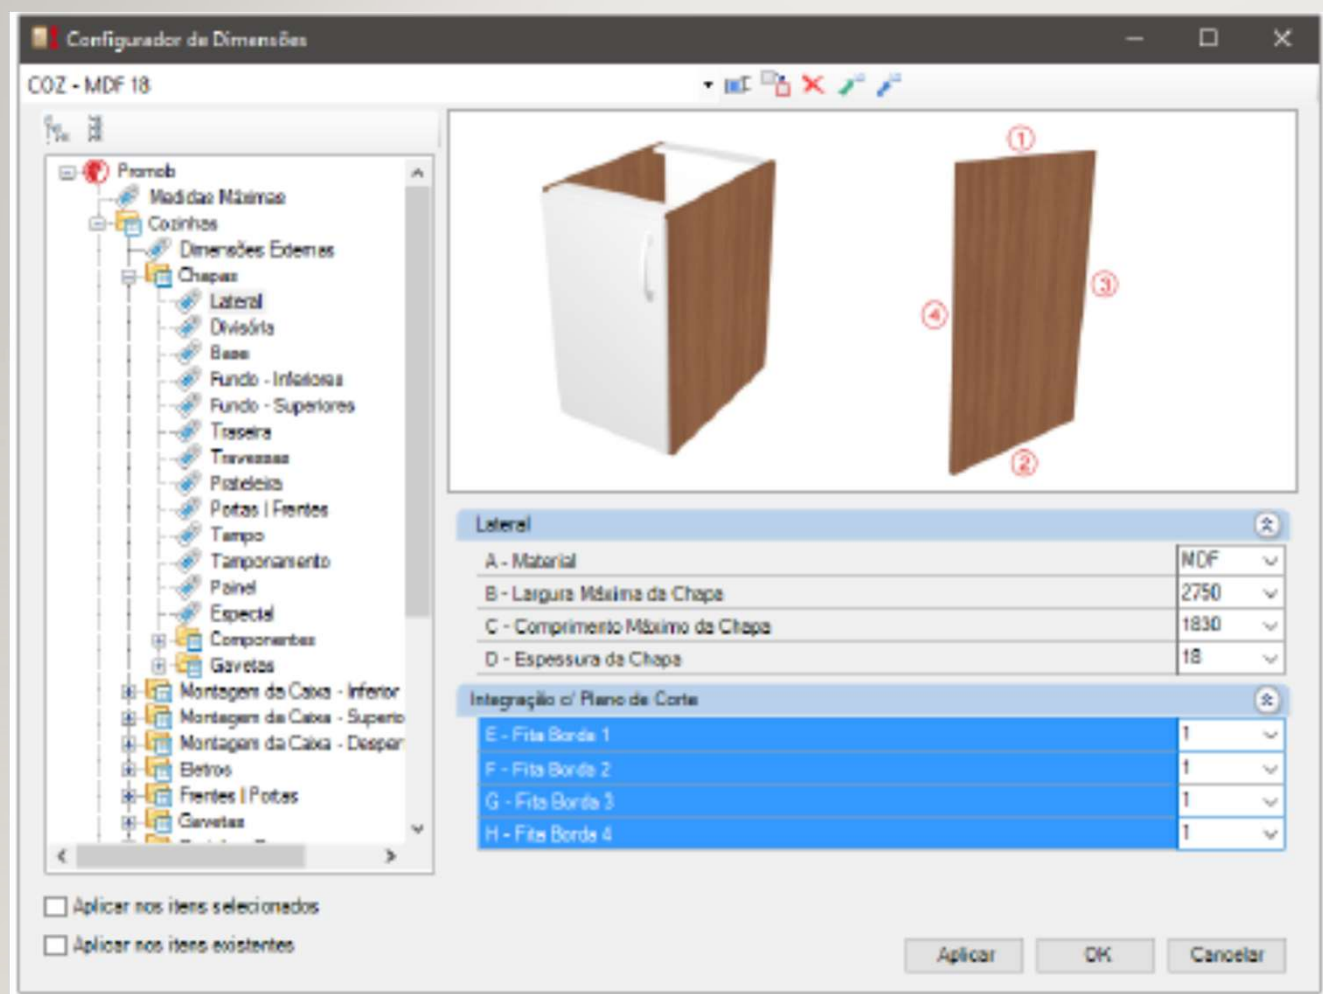 Configurador de Dimensões
COZ - MDF 18
Promob
Medidas Máximas
Cozinhas
Dimensões Externas
Chapas
Lateral
Divisória
Base
Fundo - Inferiores
Fundo - Superiores
Traseira
Travessas
Prateleira
Portas | Frentes
Tampo
Tamponamento
Painel
Especial
Componentes
Gavetas
Montagem da Caixa - Inferior
Montagem da Caixa - Superio
Montagem da Caixa - Despen
Eletros
Frentes | Portas
Gavetas
Aplicar nos itens selecionados
Aplicar nos itens existentes
1
4
3
2
Lateral
A - Material MDF
B - Largura Máxima da Chapa 2750
C - Comprimento Máximo da Chapa 1830
D - Espessura da Chapa 18
Integração c/ Plano de Corte
E - Fita Borda 1 1
F - Fita Borda 2 1
G - Fita Borda 3 1
H - Fita Borda 4 1
Aplicar OK Cancelar